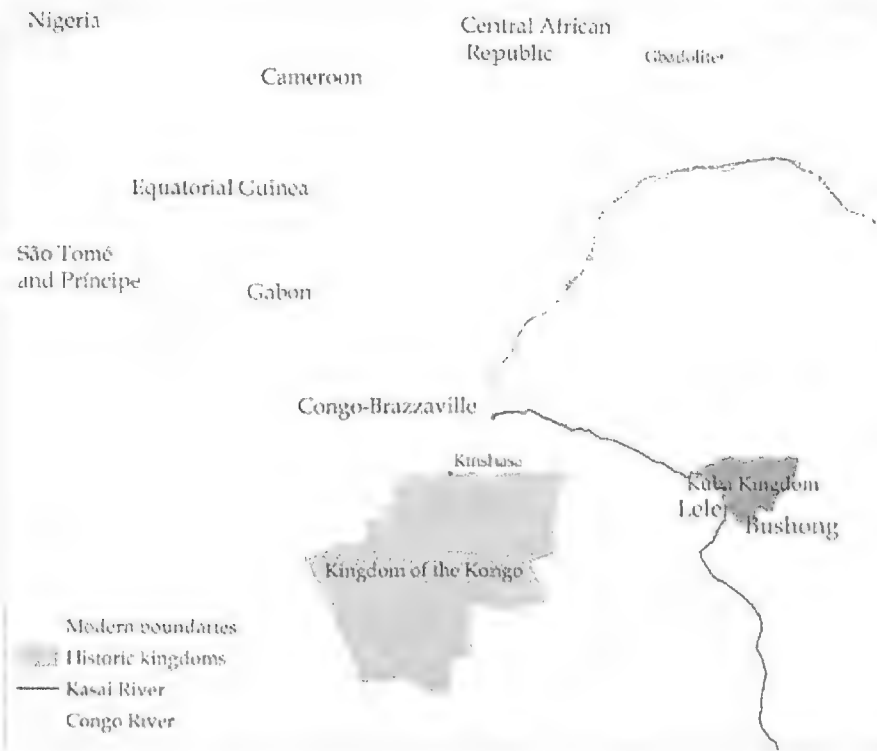 Nigeria
Central African
Republic
Gbadolite
Cameroon
Equatorial Guinea
São Tomé
and Príncipe
Gabon
Congo-Brazzaville
Kinshasa
Kuba Kingdom
Lele
Bushong
Kingdom of the Kongo
Modern boundaries
Historic kingdoms
Kasai River
Congo River